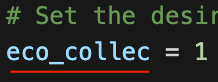 # Set the desir
eco_collec = 1